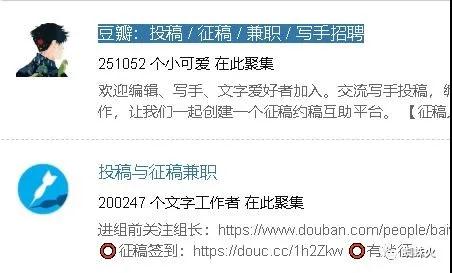 豆瓣：投稿 / 征稿 / 兼职 / 写手招聘
251052 个小可爱 在此聚集
欢迎编辑、写手、文字爱好者加入。交流写手投稿，编
作，让我们一起创建一个征稿约稿互助平台。 【征稿人
投稿与征稿兼职
200247 个文字工作者 在此聚集
进组前关注组长：https://www.douban.com/people/bai
⭕征稿签到：https://douc.cc/1h2Zkw ⭕有